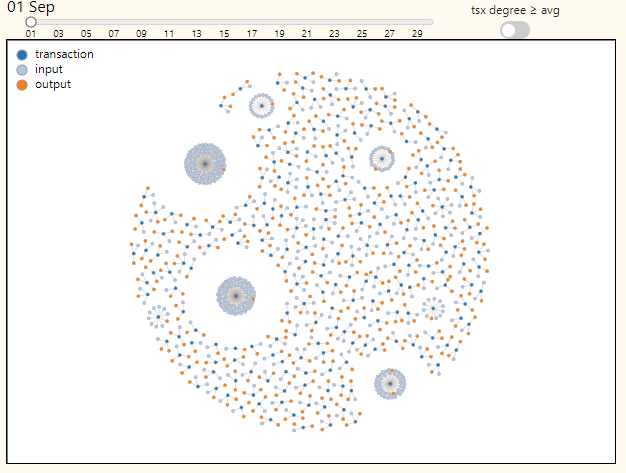 01 Sep
tsx degree ≥ avg
01 03 05 07 09 11 13 15 17 19 21 23 25 27 29
transaction
input
output